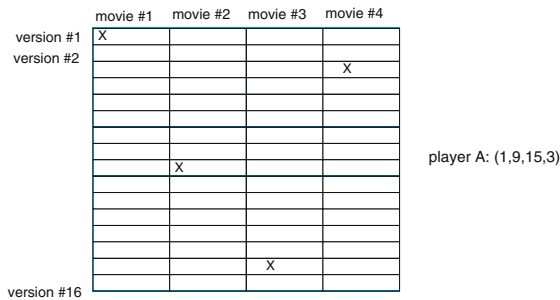 movie #1 movie #2 movie #3 movie #4
version #1 X
version #2
X
player A: (1,9,15,3)
X
X
version #16